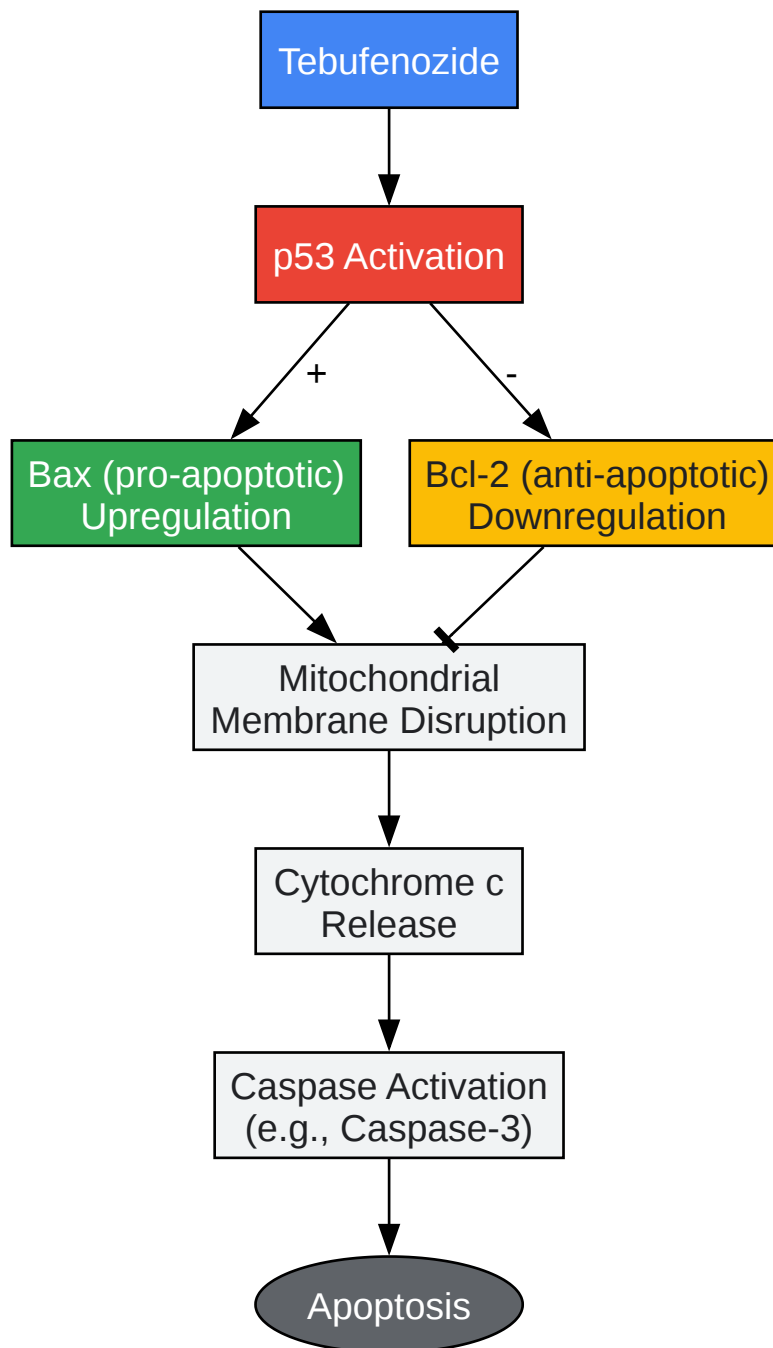 Tebufenozide
p53 Activation
+
-
Bax (pro-apoptotic)
Upregulation
Bcl-2 (anti-apoptotic)
Downregulation
Mitochondrial
Membrane Disruption
Cytochrome c
Release
Caspase Activation
(e.g., Caspase-3)
Apoptosis